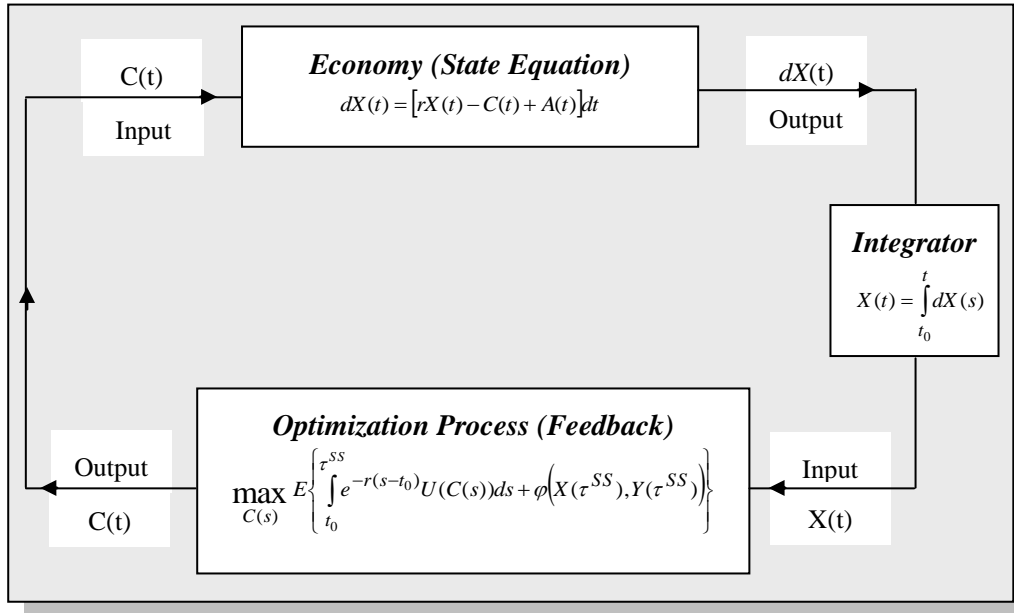 C(t)
Input
Economy (State Equation)
dX(t) = [rX(t) − C(t) + A(t)]dt
dX(t)
Output
Integrator
X(t) = ∫_{t_0}^{t} dX(s)
Optimization Process (Feedback)
max_{C(s)} E{∫_{t_0}^{τ^{SS}} e^{−r(s−t_0)} U(C(s))ds + φ(X(τ^{SS}), Y(τ^{SS}))}
Output
C(t)
Input
X(t)